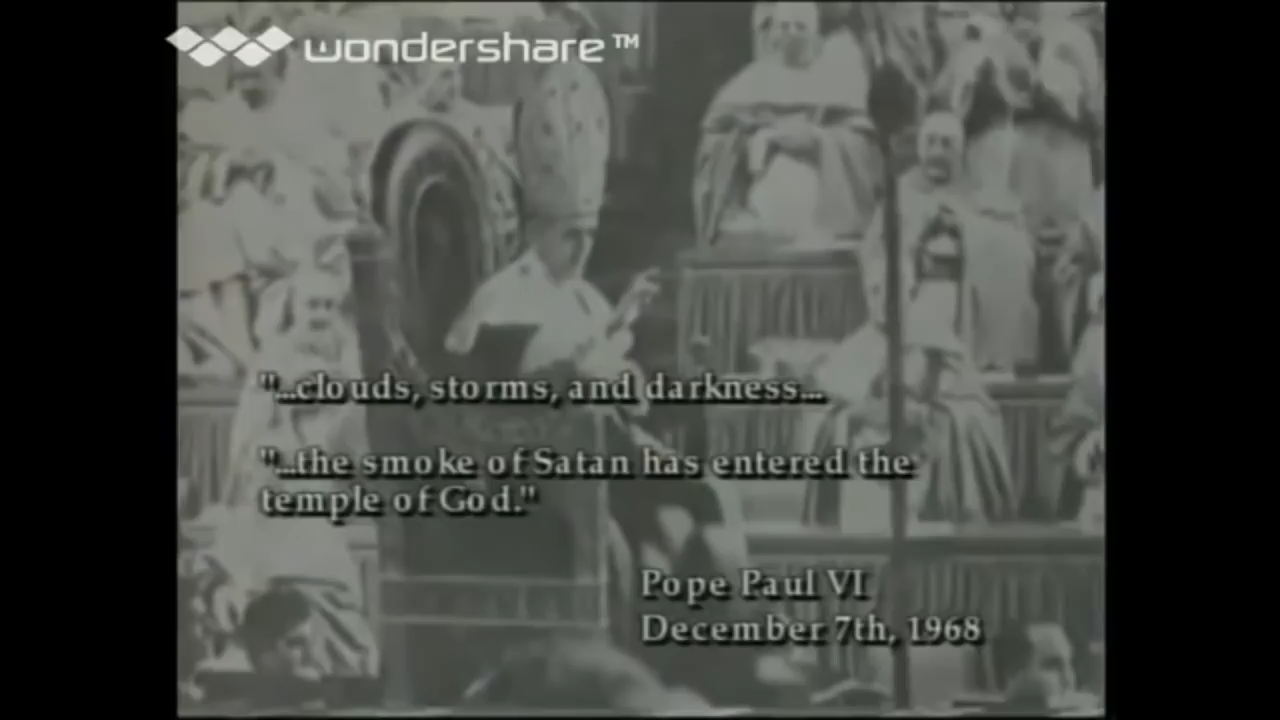 wondershare™
"...clouds, storms, and darkness...
"...the smoke of Satan has entered the
temple of God."
Pope Paul VI
December 7th, 1968